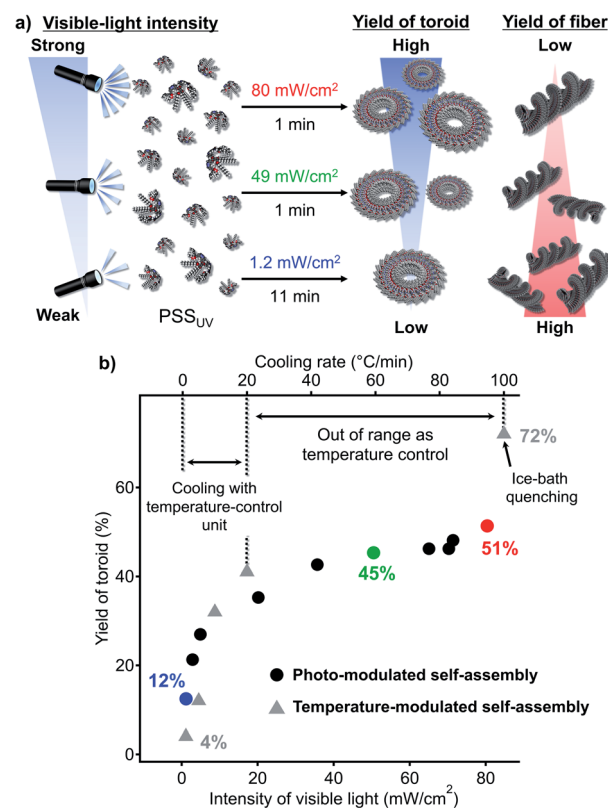 a) Visible-light intensity
Yield of toroid
Yield of fiber
Strong
High
Low
80 mW/cm²
1 min
49 mW/cm²
1 min
1.2 mW/cm²
11 min
Weak
PSS_UV
Low
High
b)
Cooling rate (°C/min)
0 20 40 60 80 100
Out of range as
temperature control
72%
Cooling with
temperature-control
unit
Ice-bath
quenching
Yield of toroid (%)
60
40
20
0
51%
45%
12%
4%
Photo-modulated self-assembly
Temperature-modulated self-assembly
0 20 40 60 80
Intensity of visible light (mW/cm²)